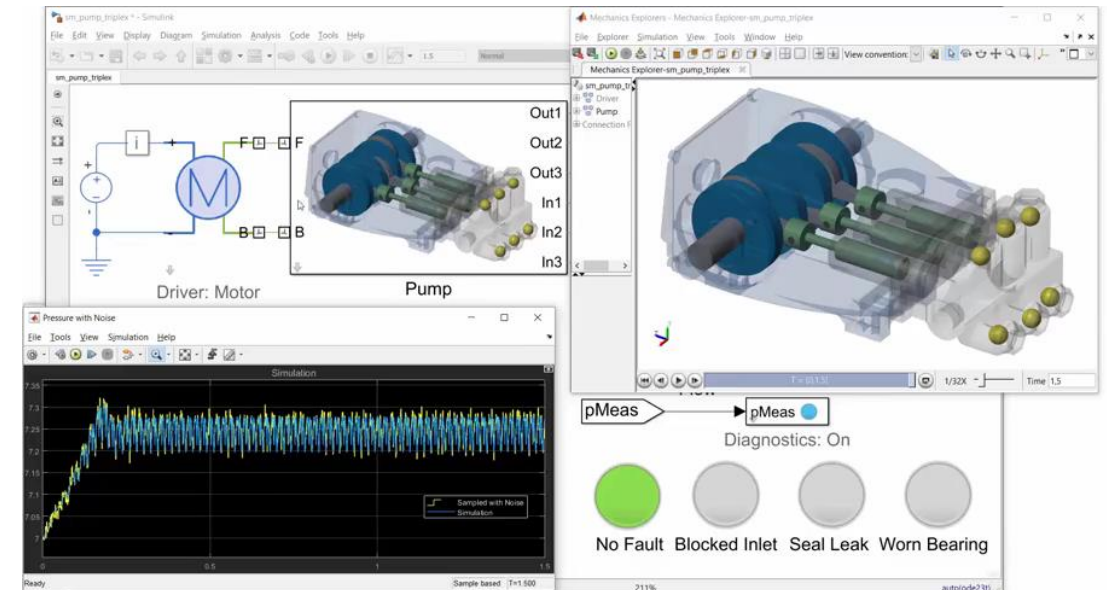 sm_pump_triplex * - Simulink
File Edit View Display Diagram Simulation Analysis Code Tools Help
1.5
Normal
sm_pump_triplex
i
M
F
F
B
B
Out1
Out2
Out3
In1
In2
In3
Driver: Motor
Pump
Mechanics Explorers - Mechanics Explorer-sm_pump_triplex
File Explorer Simulation View Tools Window Help
View convention:
Mechanics Explorer-sm_pump_triplex
sm_pump_tri
Driver
Pump
Connection F
T = [0,1.5]
1/32X
Time 1.5
Pressure with Noise
File Tools View Simulation Help
Simulation
7.35
7.3
7.25
7.2
7.15
7.1
7.05
7
0
0.5
1
1.5
Sampled with Noise
Simulation
Ready
Sample based T=1.500
pMeas
pMeas
Diagnostics: On
No Fault Blocked Inlet Seal Leak Worn Bearing
211%